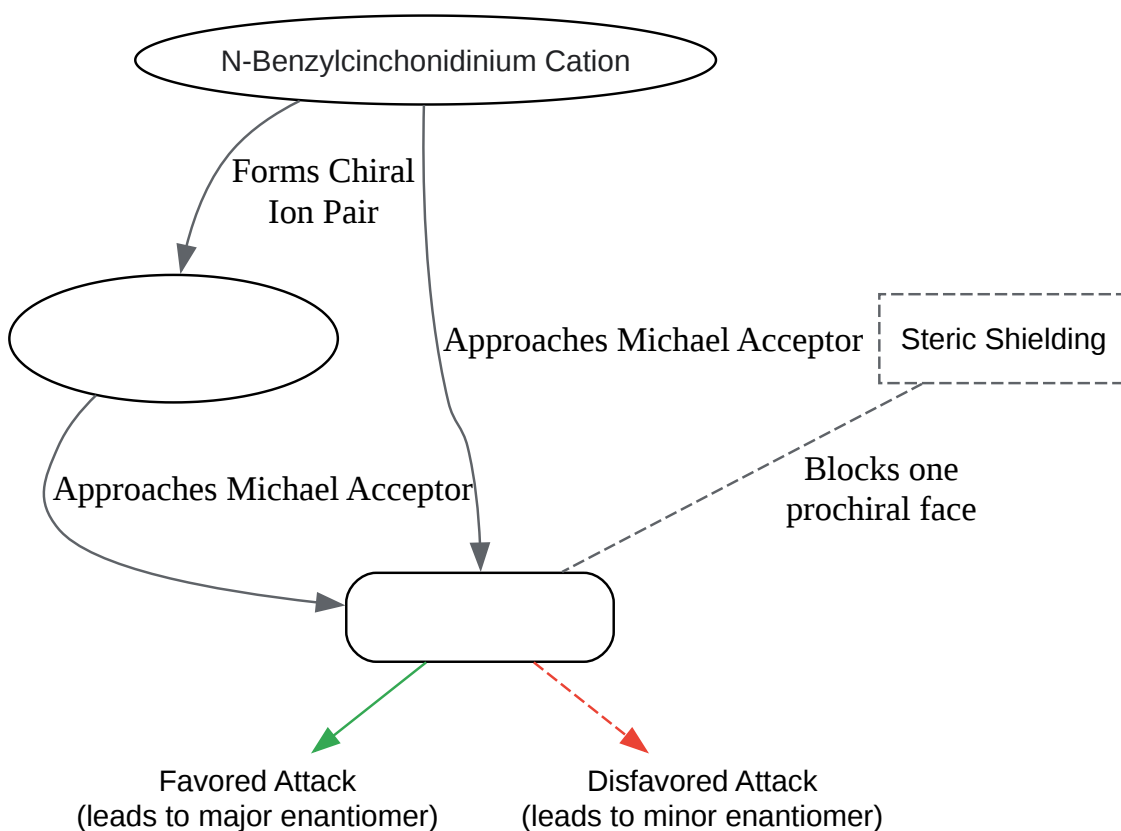 N-Benzylcinchonidinium Cation
Forms Chiral
Ion Pair
Approaches Michael Acceptor
Steric Shielding
Approaches Michael Acceptor
Blocks one
prochiral face
Favored Attack
(leads to major enantiomer)
Disfavored Attack
(leads to minor enantiomer)